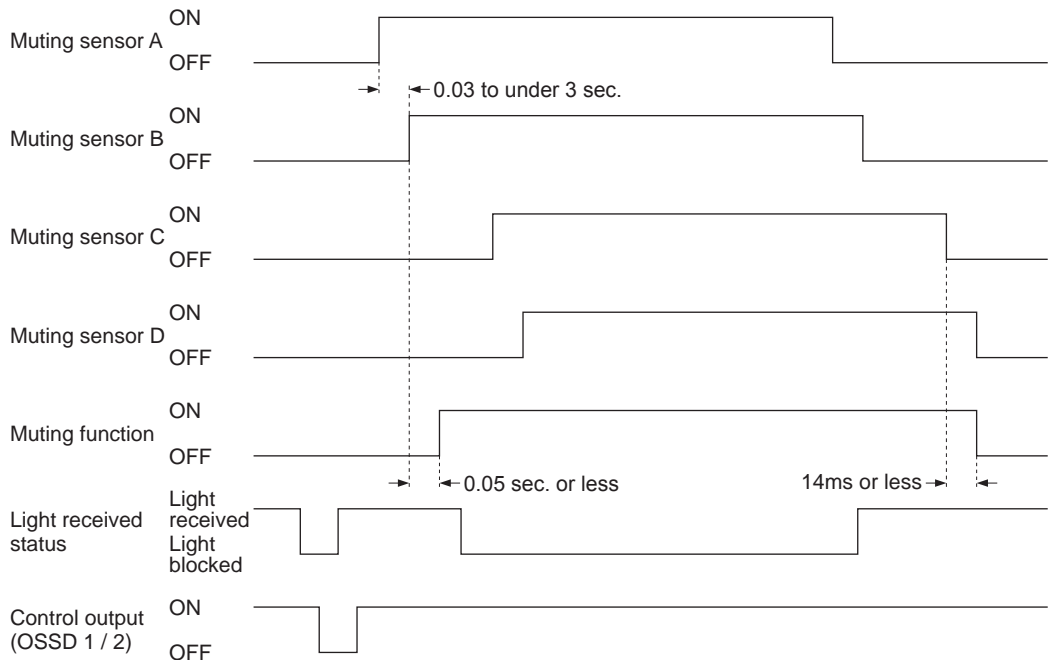 ON
Muting sensor A
OFF
0.03 to under 3 sec.
ON
Muting sensor B
OFF
ON
Muting sensor C
OFF
ON
Muting sensor D
OFF
ON
Muting function
OFF
0.05 sec. or less
14ms or less
Light received
status
Light
received
Light
blocked
Control output
(OSSD 1 / 2)
ON
OFF